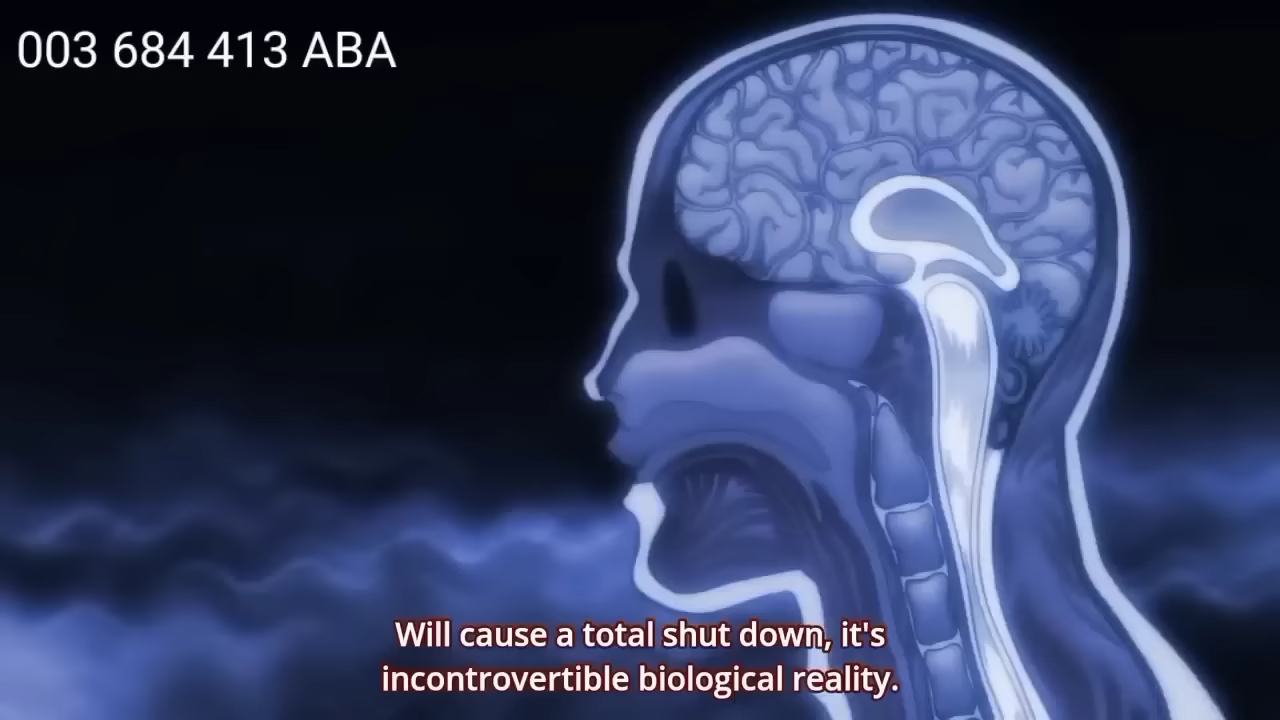 003 684 413 ABA
Will cause a total shut down, it's
incontrovertible biological reality.